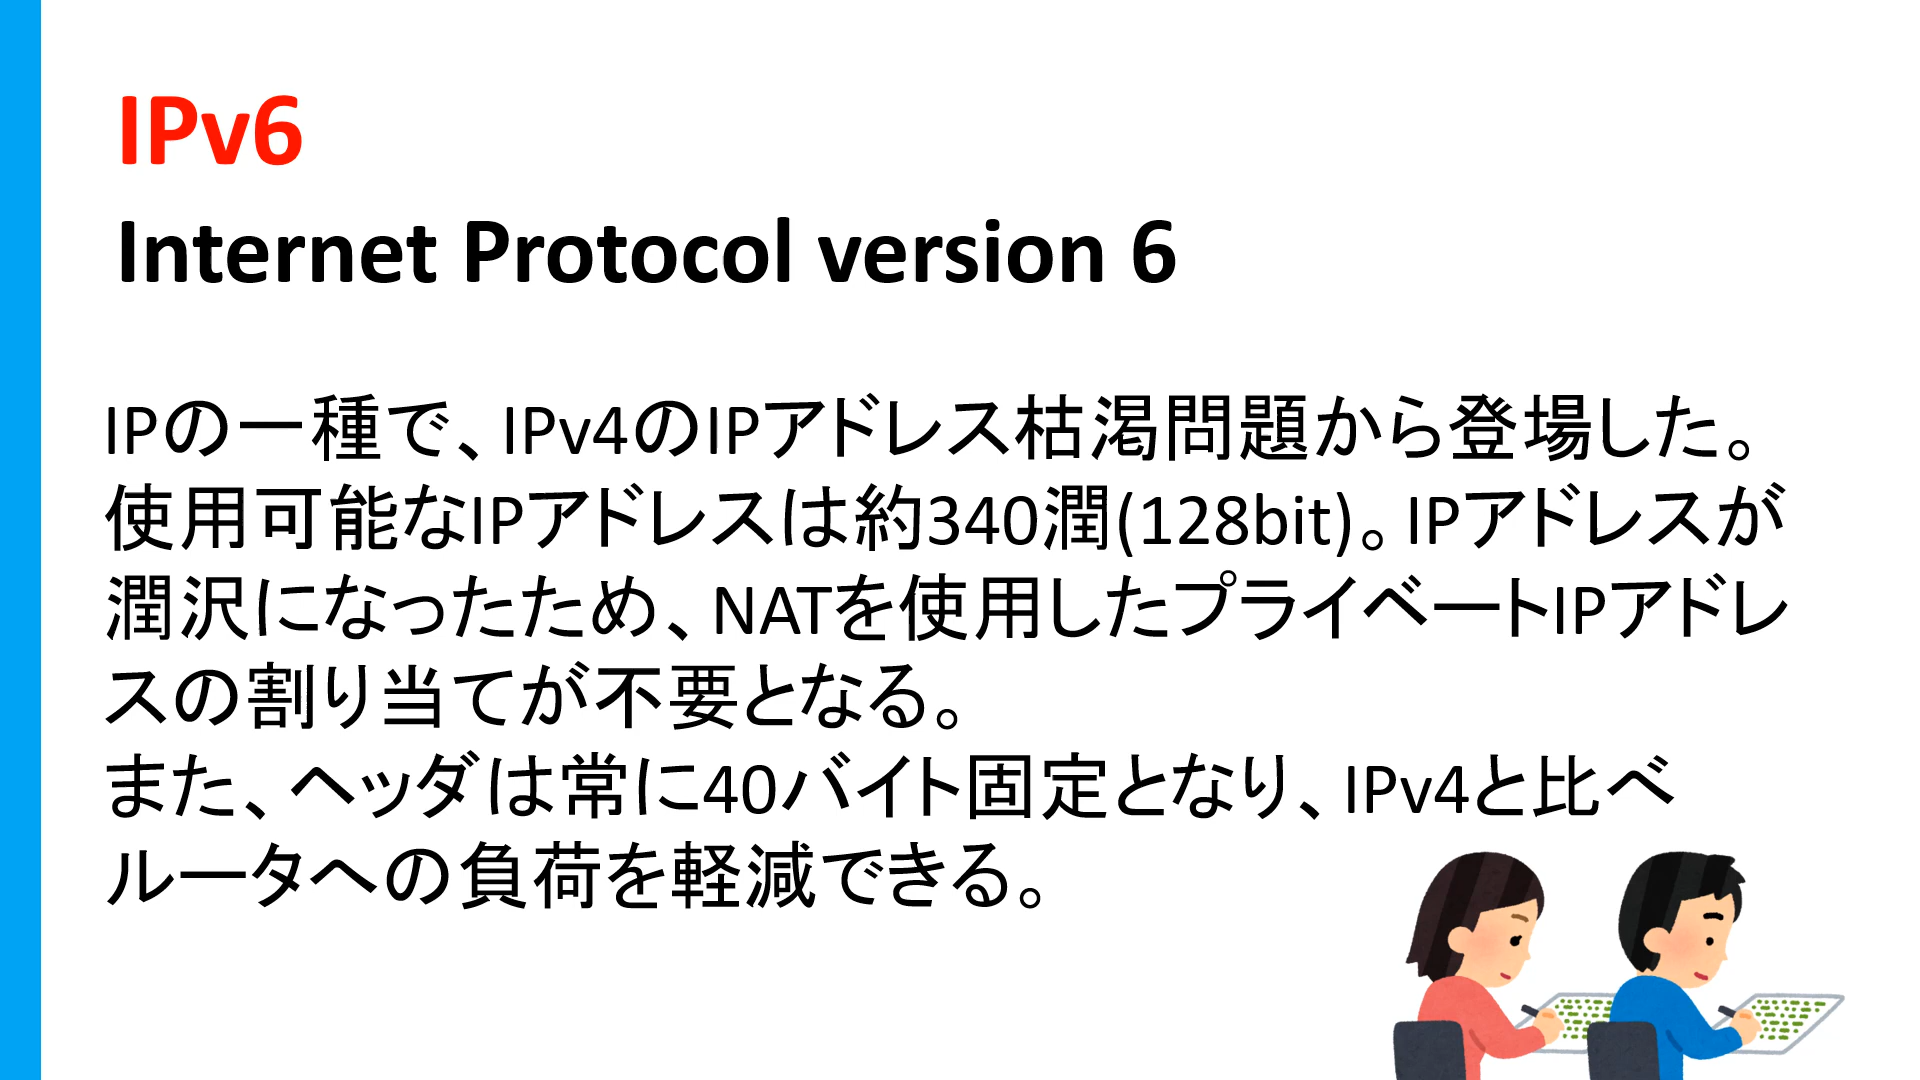 IPv6
Internet Protocol version 6
IPの一種で、IPv4のIPアドレス枯渇問題から登場した。
使用可能なIPアドレスは約340潤(128bit)。IPアドレスが
潤沢になったため、NATを使用したプライベートIPアドレ
スの割り当てが不要となる。
また、ヘッダは常に40バイト固定となり、IPv4と比べ
ルータへの負荷を軽減できる。